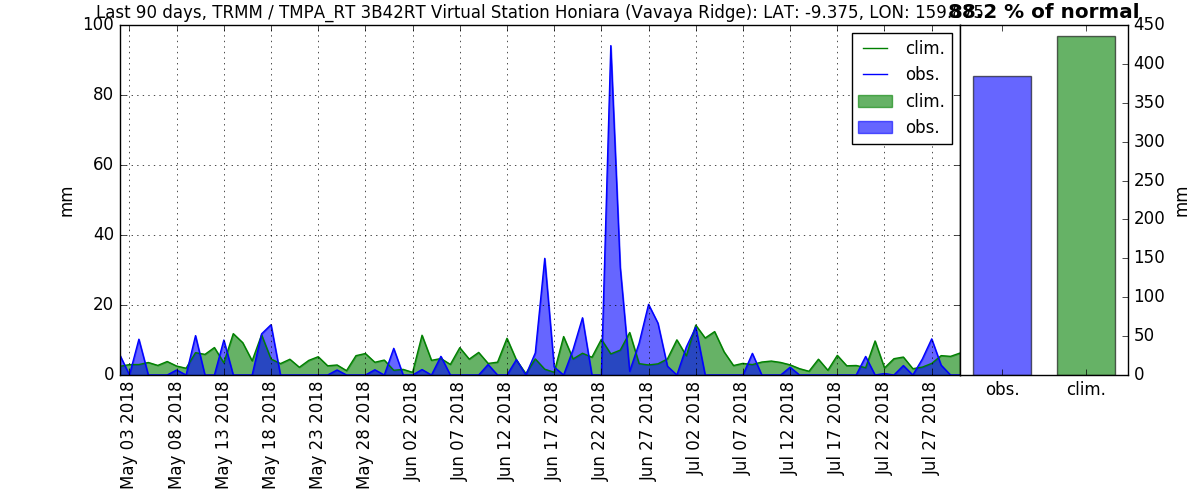 Last 90 days, TRMM / TMPA_RT 3B42RT Virtual Station Honiara (Vavaya Ridge): LAT: -9.375, LON:
88.2 % of normal
100
80
60
40
20
0
mm
clim.
obs.
clim.
obs.
450
400
350
300
250
200
150
100
50
0
mm
obs.
clim.
May 03 2018
May 08 2018
May 13 2018
May 18 2018
May 23 2018
May 28 2018
Jun 02 2018
Jun 07 2018
Jun 12 2018
Jun 17 2018
Jun 22 2018
Jun 27 2018
Jul 02 2018
Jul 07 2018
Jul 12 2018
Jul 17 2018
Jul 22 2018
Jul 27 2018